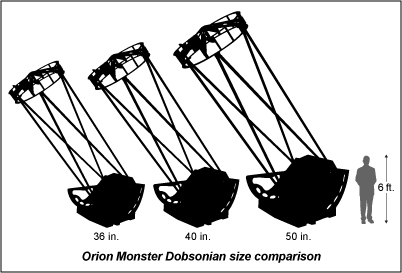 6 ft.
36 in.
40 in.
50 in.
Orion Monster Dobsonian size comparison